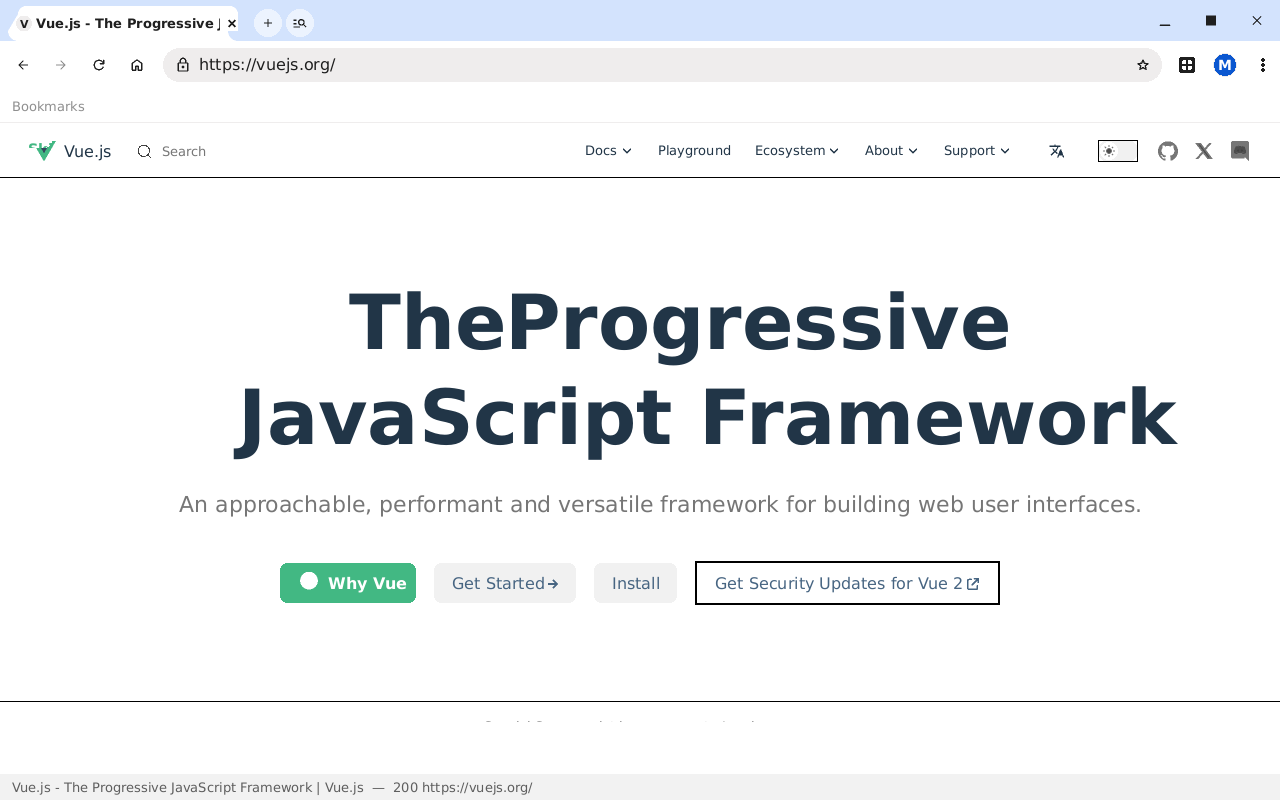 V Vue.js - The Progressive J
https://vuejs.org/
M
Bookmarks
Vue.js Search Docs Playground Ecosystem About Support
TheProgressive
JavaScript Framework
An approachable, performant and versatile framework for building web user interfaces.
Why Vue Get Started Install Get Security Updates for Vue 2
Vue.js - The Progressive JavaScript Framework | Vue.js — 200 https://vuejs.org/